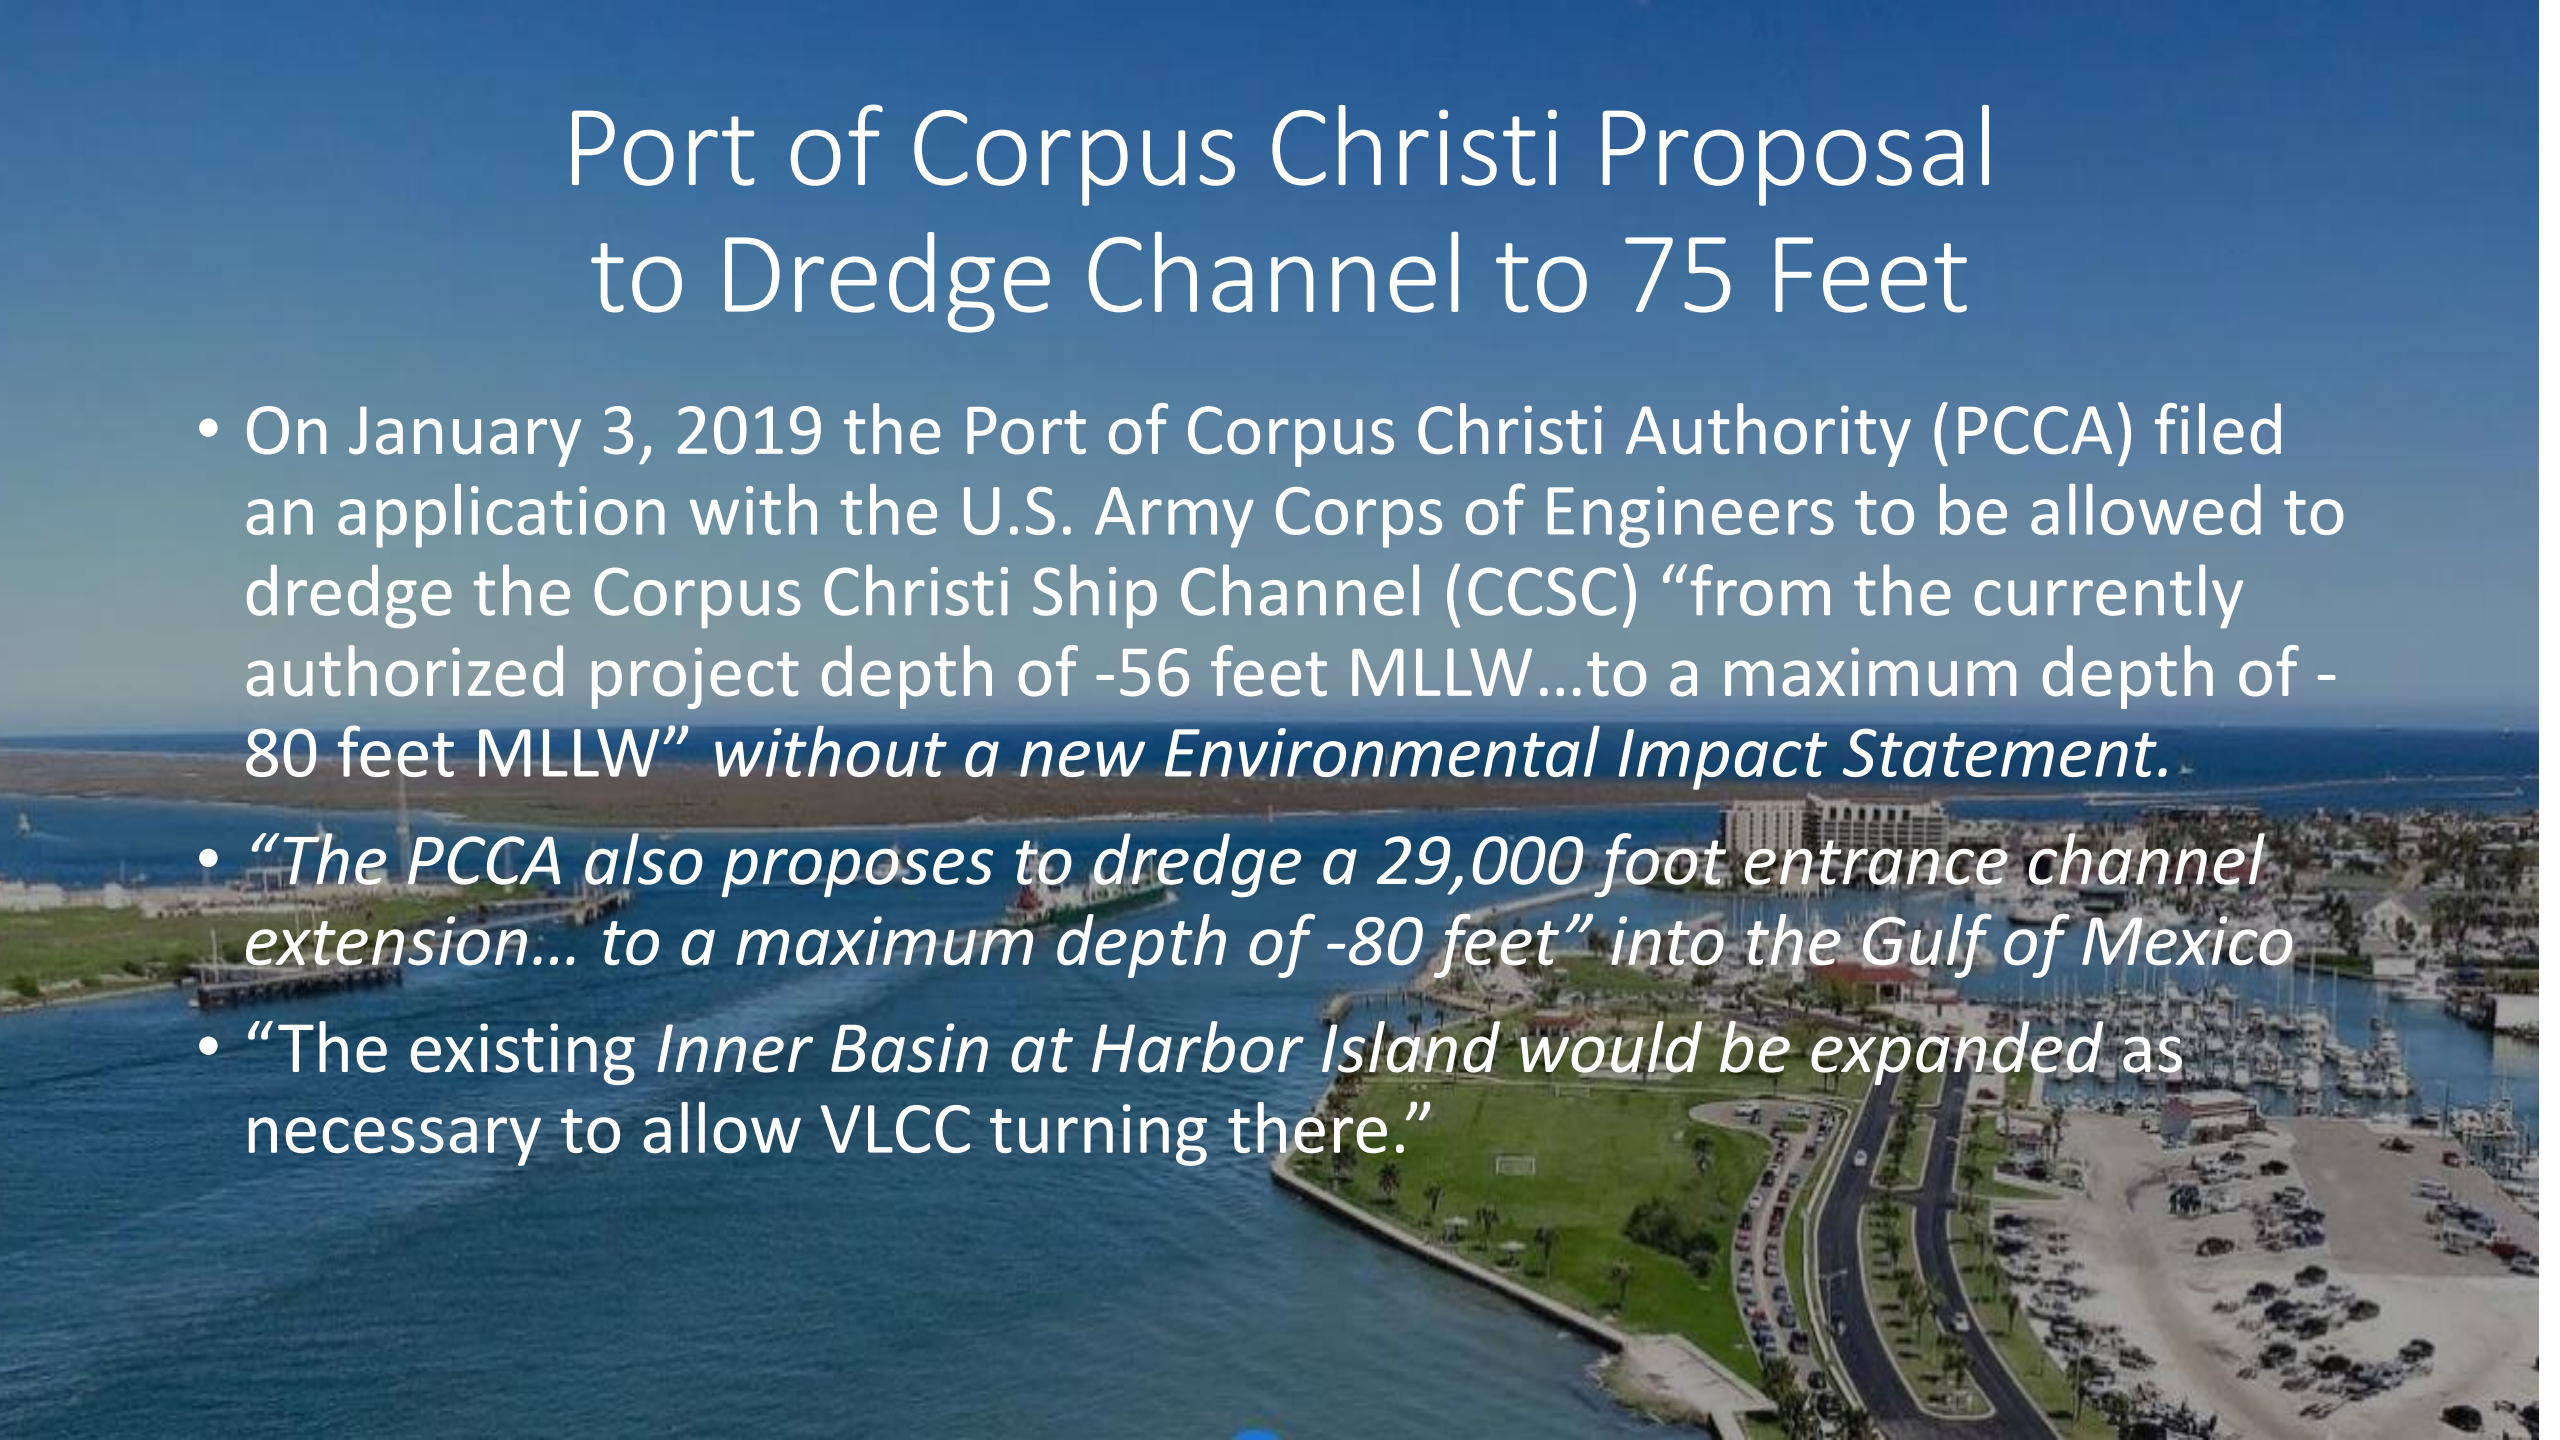 Port of Corpus Christi Proposal
to Dredge Channel to 75 Feet
• On January 3, 2019 the Port of Corpus Christi Authority (PCCA) filed
an application with the U.S. Army Corps of Engineers to be allowed to
dredge the Corpus Christi Ship Channel (CCSC) “from the currently
authorized project depth of -56 feet MLLW…to a maximum depth of -
80 feet MLLW” without a new Environmental Impact Statement.
• “The PCCA also proposes to dredge a 29,000 foot entrance channel
extension… to a maximum depth of -80 feet” into the Gulf of Mexico
• “The existing Inner Basin at Harbor Island would be expanded as
necessary to allow VLCC turning there.”